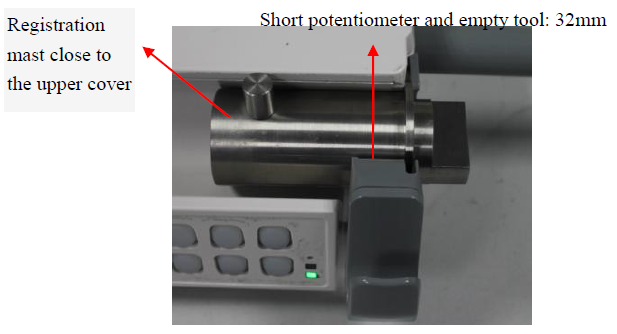 Registration
mast close to
the upper cover
Short potentiometer and empty tool: 32mm